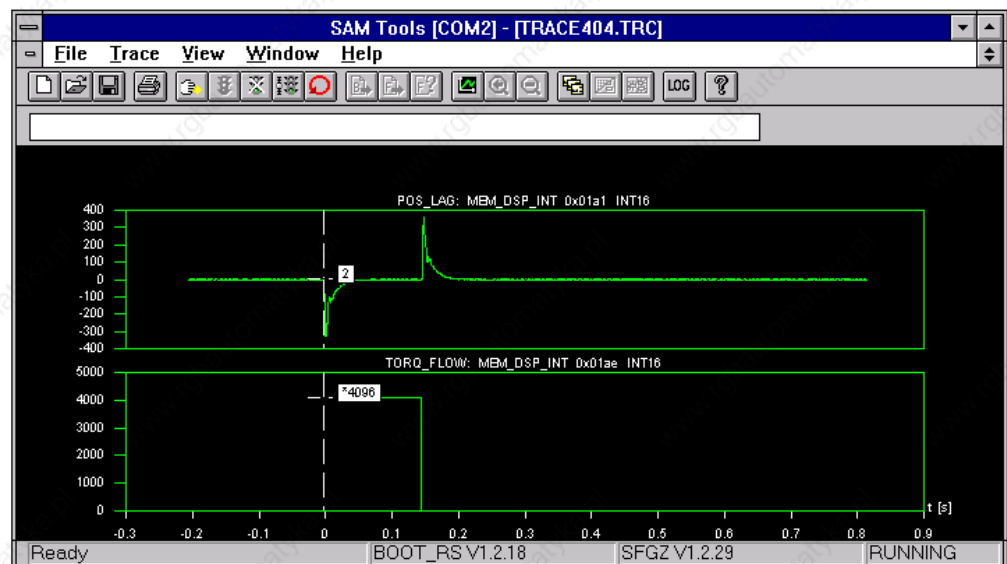 SAM Tools [COM2] - [TRACE404.TRC]
File Trace View Window Help
LOG ?
POS_LAG: MEM_DSP_INT 0x01a1 INT16
400
300
200
100
0
-100
-200
-300
-400
2
TORQ_FLOW: MEM_DSP_INT 0x01ae INT16
5000
4000
3000
2000
1000
0
*4096
t [s]
-0.3 -0.2 -0.1 0 0.1 0.2 0.3 0.4 0.5 0.6 0.7 0.8 0.9
Ready BOOT_RS V1.2.18 SFGZ V1.2.29 RUNNING